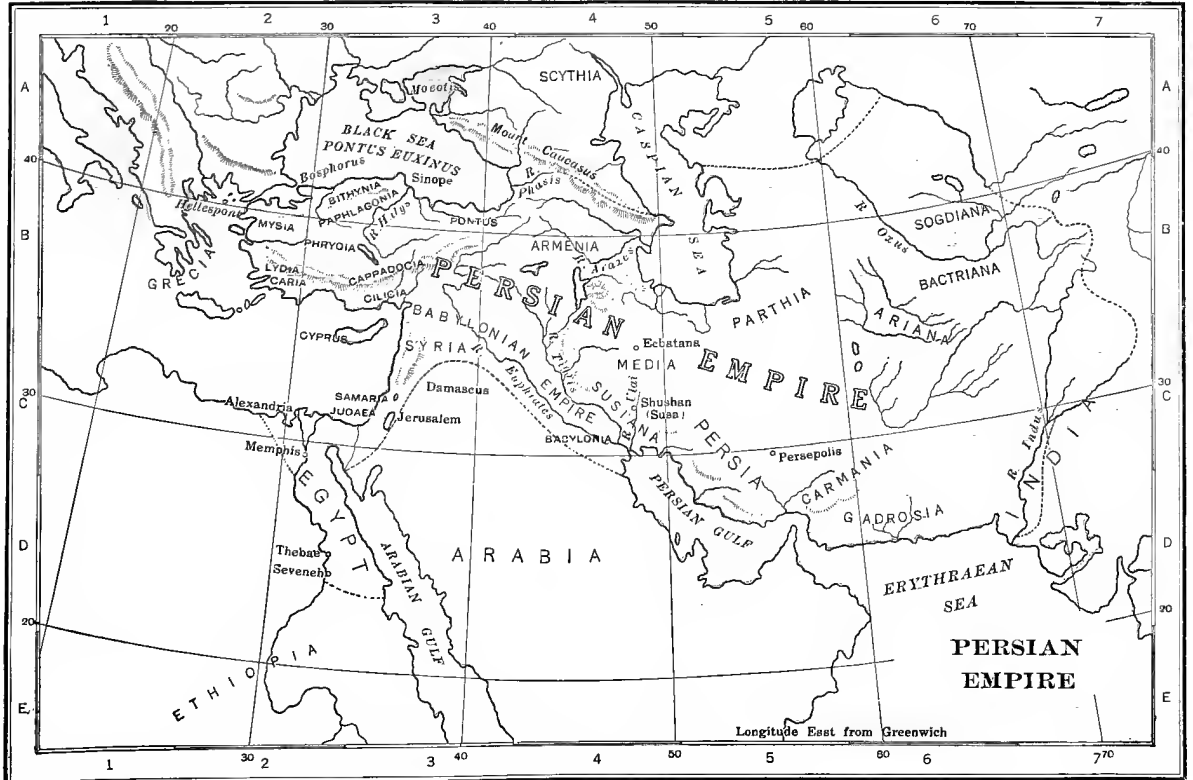 1 2 3 4 5 6 7
20 30 40 50 60 70
A
A
SCYTHIA
Moeotis
BLACK SEA
PONTUS EUXINUS
Mount Caucasus
CASPIAN
SEA
40
40
Bosphorus
Sinope
R. Phasis
BITHYNIA
PAPHLAGONIA
R. Halys
Hellespont
MYSIA
PONTUS
B
B
PHRYGIA
ARMENIA
R. Araxes
R. Oxus
SOGDIANA
GRECIA
LYDIA
CARIA
CAPPADOCIA
CILICIA
BACTRIANA
PERSIAN
EMPIRE
PARTHIA
ARIANA
BABYLONIAN
EMPIRE
CYPRUS
SYRIA
R. Euphrates
R. Tigris
Ecbatana
MEDIA
30
30
C
C
Damascus
SAMARIA
JUDAEA
Alexandria
Jerusalem
SUSIANA
R. Ulai
Shushan
(Susa)
BABYLONIA
PERSIA
R. Indus
INDIA
Memphis
Persepolis
EGYPT
CARMANIA
PERSIAN GULF
GADROSIA
D
D
Thebae
Seveneh
ARABIAN
GULF
ARABIA
ERYTHRAEAN
SEA
20
20
PERSIAN
EMPIRE
ETHIOPIA
E
E
Longitude East from Greenwich
1 30 2 3 40 4 50 5 60 6 7 70